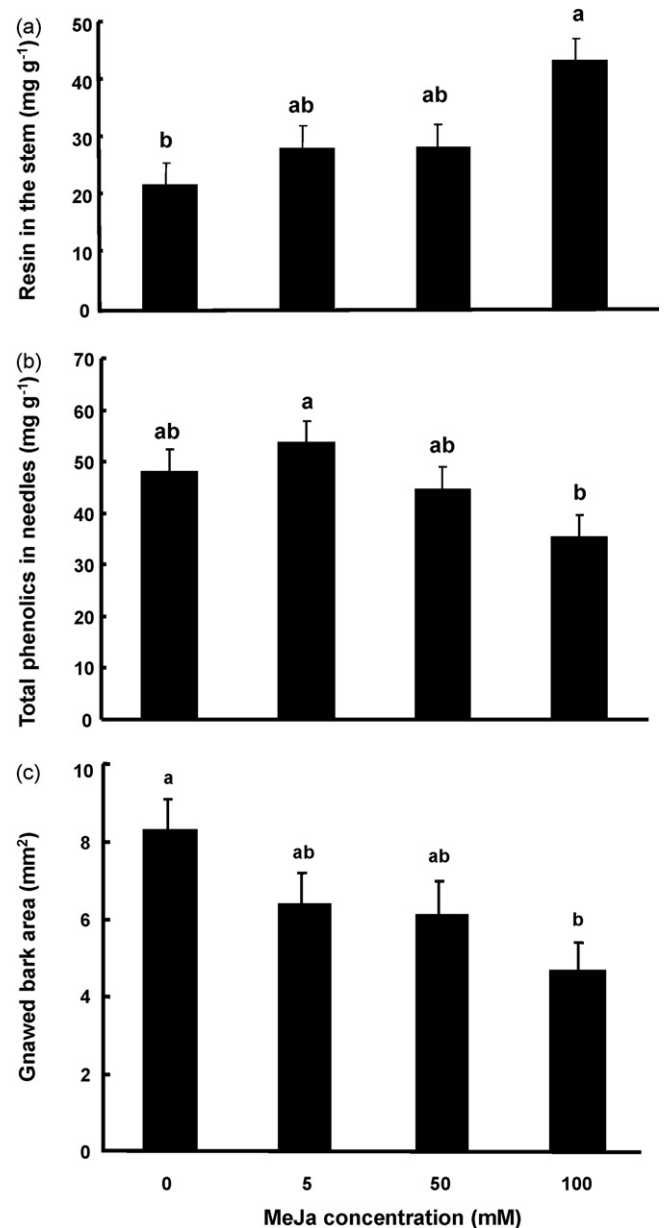 (a)
Resin in the stem (mg g⁻¹)
50
40
30
20
10
0
b
ab
ab
a
(b)
Total phenolics in needles (mg g⁻¹)
70
60
50
40
30
20
10
0
ab
a
ab
b
(c)
Gnawed bark area (mm²)
10
8
6
4
2
0
a
ab
ab
b
0 5 50 100
MeJa concentration (mM)